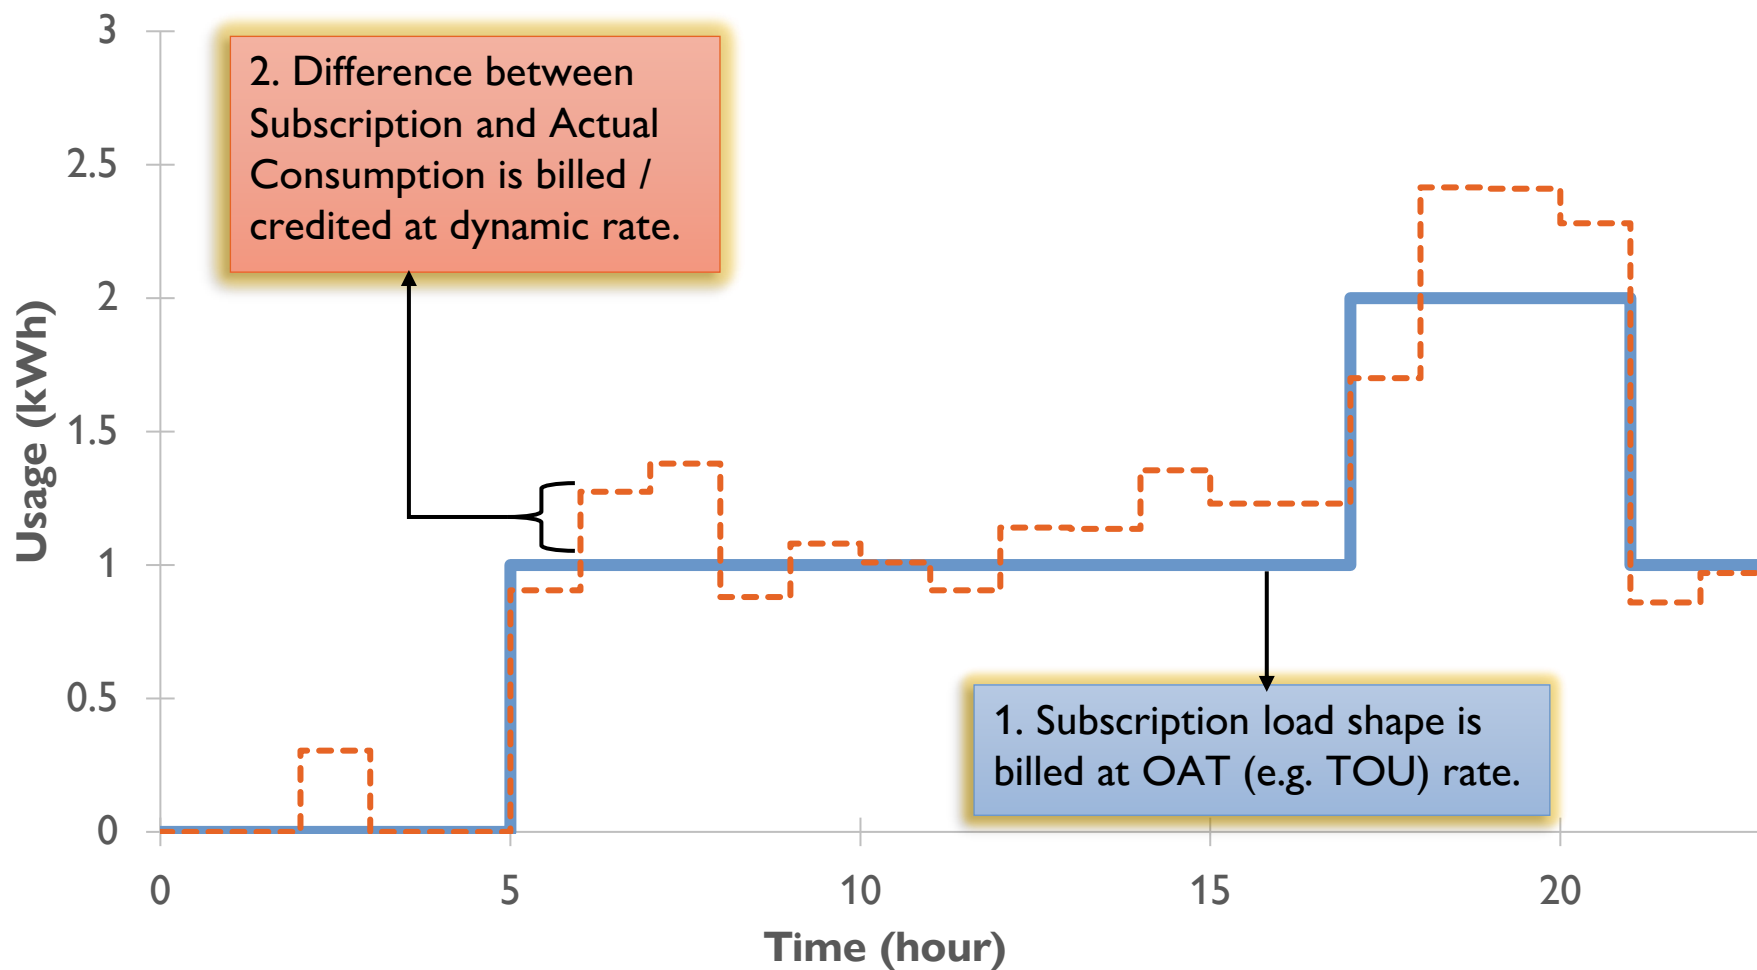 3
2. Difference between
Subscription and Actual
Consumption is billed /
credited at dynamic rate.
2.5
2
1.5
1
0.5
0
Usage (kWh)
1. Subscription load shape is
billed at OAT (e.g. TOU) rate.
0 5 10 15 20
Time (hour)